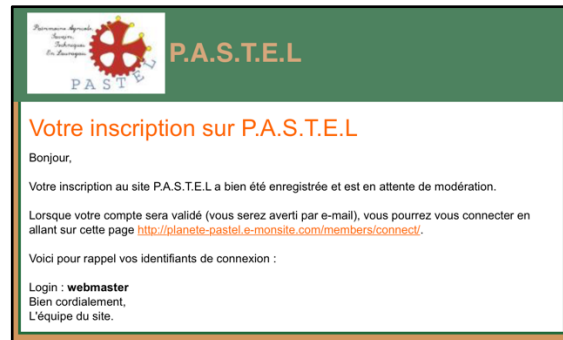 Patrimoine Agricole
Savoirs
Techniques
En Lauragais
PASTEL
P.A.S.T.E.L
Votre inscription sur P.A.S.T.E.L
Bonjour,
Votre inscription au site P.A.S.T.E.L a bien été enregistrée et est en attente de modération.
Lorsque votre compte sera validé (vous serez averti par e-mail), vous pourrez vous connecter en
allant sur cette page http://planete-pastel.e-monsite.com/members/connect/.
Voici pour rappel vos identifiants de connexion :
Login : webmaster
Bien cordialement,
L'équipe du site.